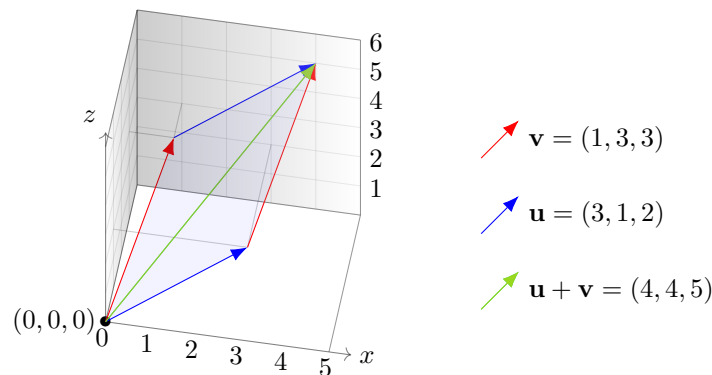 z
6
5
4
3
2
1
(0, 0, 0)
0
1
2
3
4
5
x
v = (1, 3, 3)
u = (3, 1, 2)
u + v = (4, 4, 5)